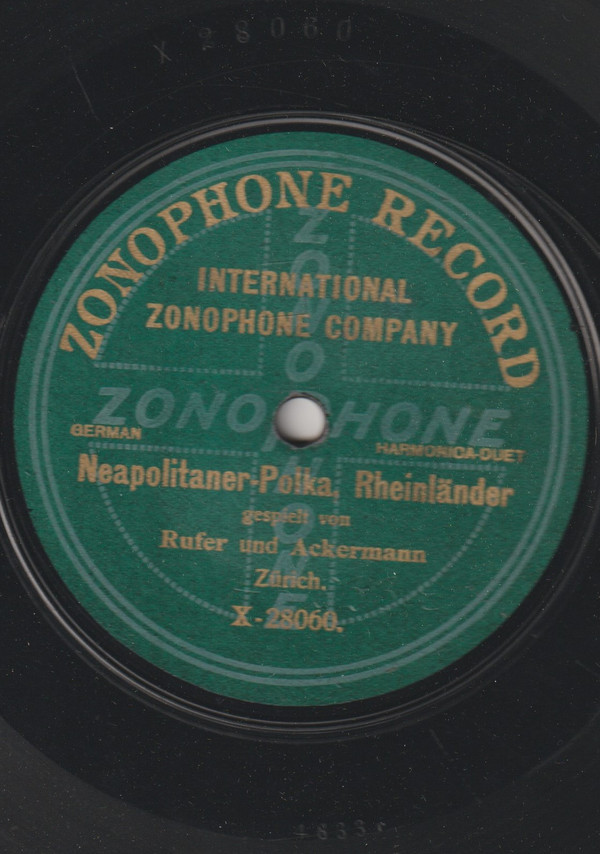 X 28060
ZONOPHONE RECORD
INTERNATIONAL
ZONOPHONE COMPANY
ZONOPHONE
ZONOPHONE
GERMAN
HARMONICA-DUET
Neapolitaner-Polka, Rheinländer
gespielt von
Rufer und Ackermann
Zürich.
X-28060.